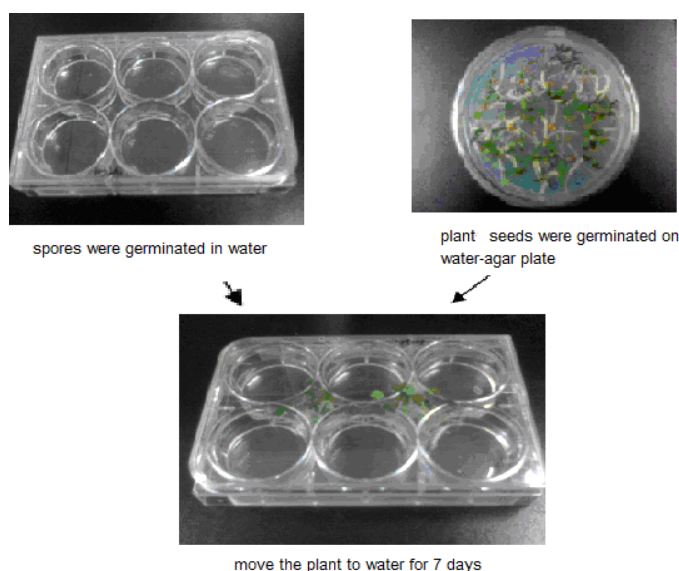 spores were germinated in water
plant seeds were germinated on
water-agar plate
move the plant to water for 7 days